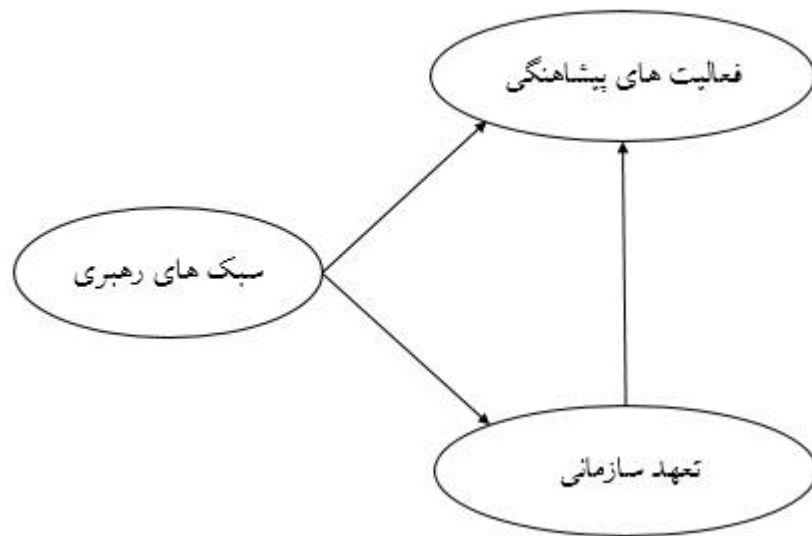 فعالیت های پیشاهنگی
سبک های رهبری
تعهد سازمانی